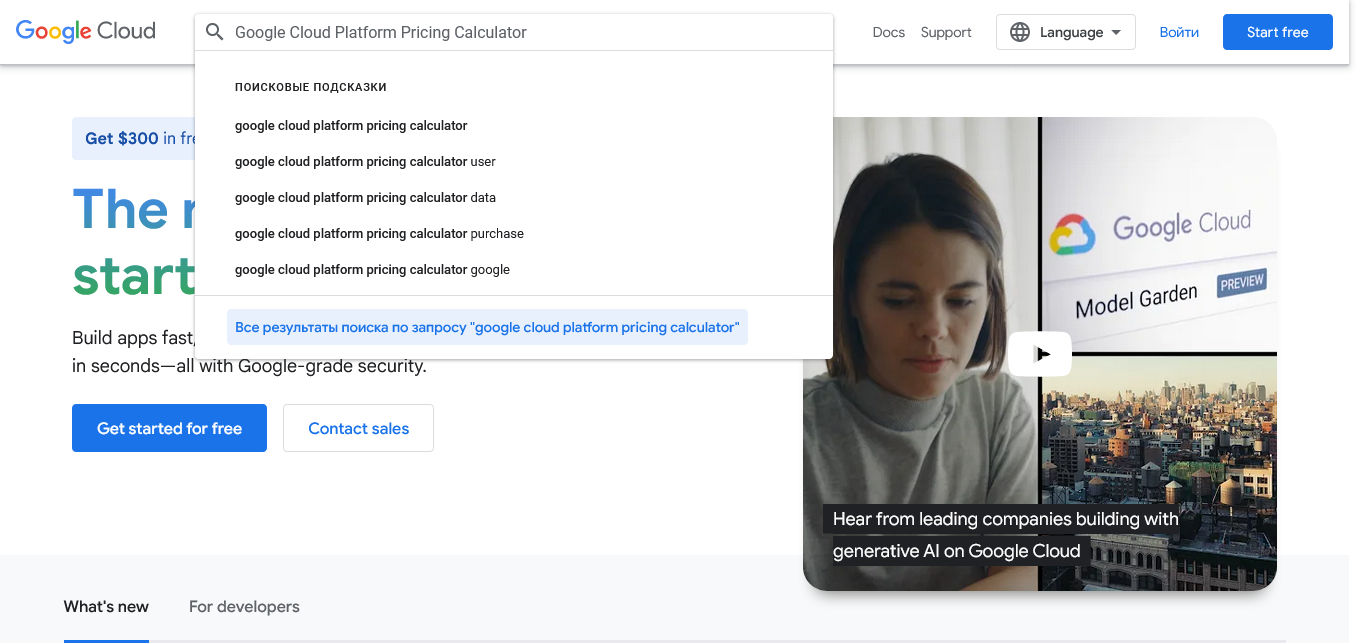 Google Cloud
Google Cloud Platform Pricing Calculator
Docs
Support
Language
Войти
Start free
ПОИСКОВЫЕ ПОДСКАЗКИ
google cloud platform pricing calculator
google cloud platform pricing calculator user
google cloud platform pricing calculator data
google cloud platform pricing calculator purchase
google cloud platform pricing calculator google
Все результаты поиска по запросу "google cloud platform pricing calculator"
Get $300 in
The
start
Build apps fast,
in seconds—all with Google-grade security.
Get started for free
Contact sales
Google Cloud
Model Garden
PREVIEW
Hear from leading companies building with
generative AI on Google Cloud
What's new
For developers